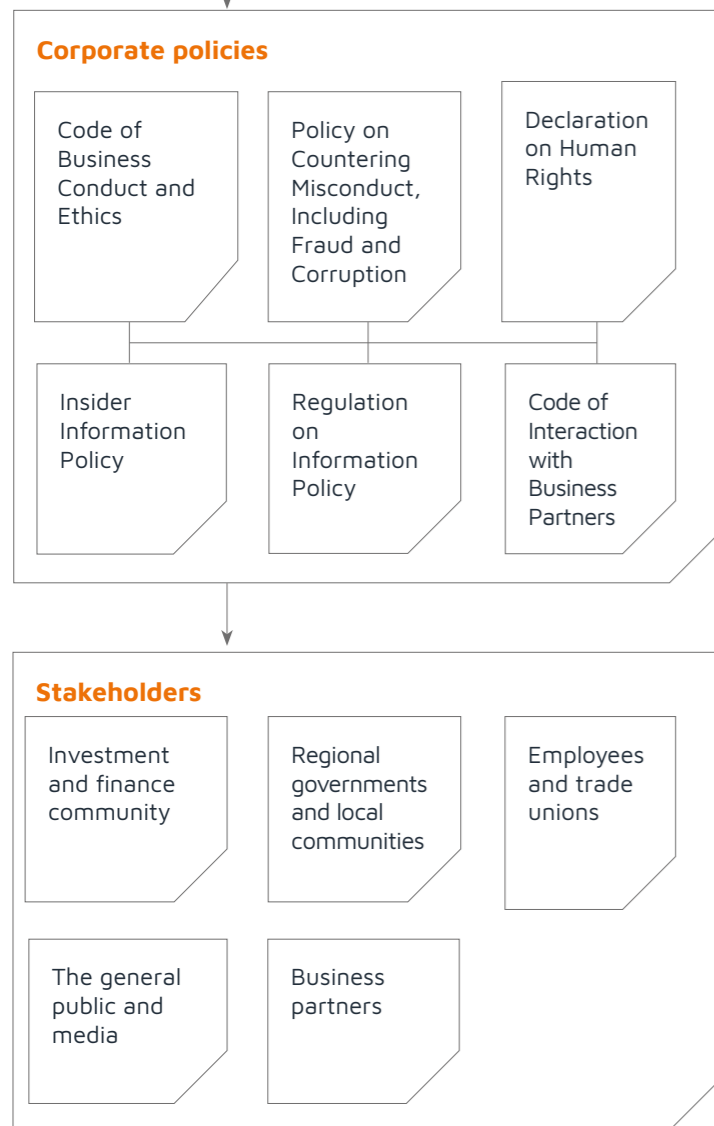 Corporate policies
Code of
Business
Conduct and
Ethics
Policy on
Countering
Misconduct,
Including
Fraud and
Corruption
Declaration
on Human
Rights
Insider
Information
Policy
Regulation
on
Information
Policy
Code of
Interaction
with
Business
Partners
Stakeholders
Investment
and finance
community
Regional
governments
and local
communities
Employees
and trade
unions
The general
public and
media
Business
partners